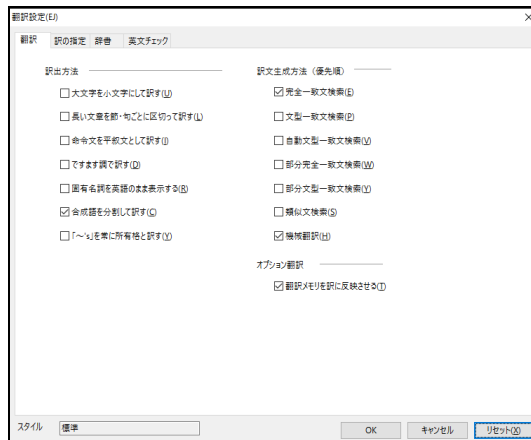 翻訳設定(EJ)
翻訳 訳の指定 辞書 英文チェック
訳出方法
大文字を小文字にして訳す(U)
長い文章を節・句ごとに区切って訳す(L)
命令文を平叙文として訳す(I)
ですます調で訳す(D)
固有名詞を英語のまま表示する(R)
合成語を分割して訳す(C)
「～'s」を常に所有格と訳す(Y)
訳文生成方法（優先順）
完全一致文検索(E)
文型一致文検索(P)
自動文型一致文検索(V)
部分完全一致文検索(W)
部分文型一致文検索(Y)
類似文検索(S)
機械翻訳(H)
オプション翻訳
翻訳メモリを訳に反映させる(T)
スタイル 標準
OK キャンセル リセット(X)